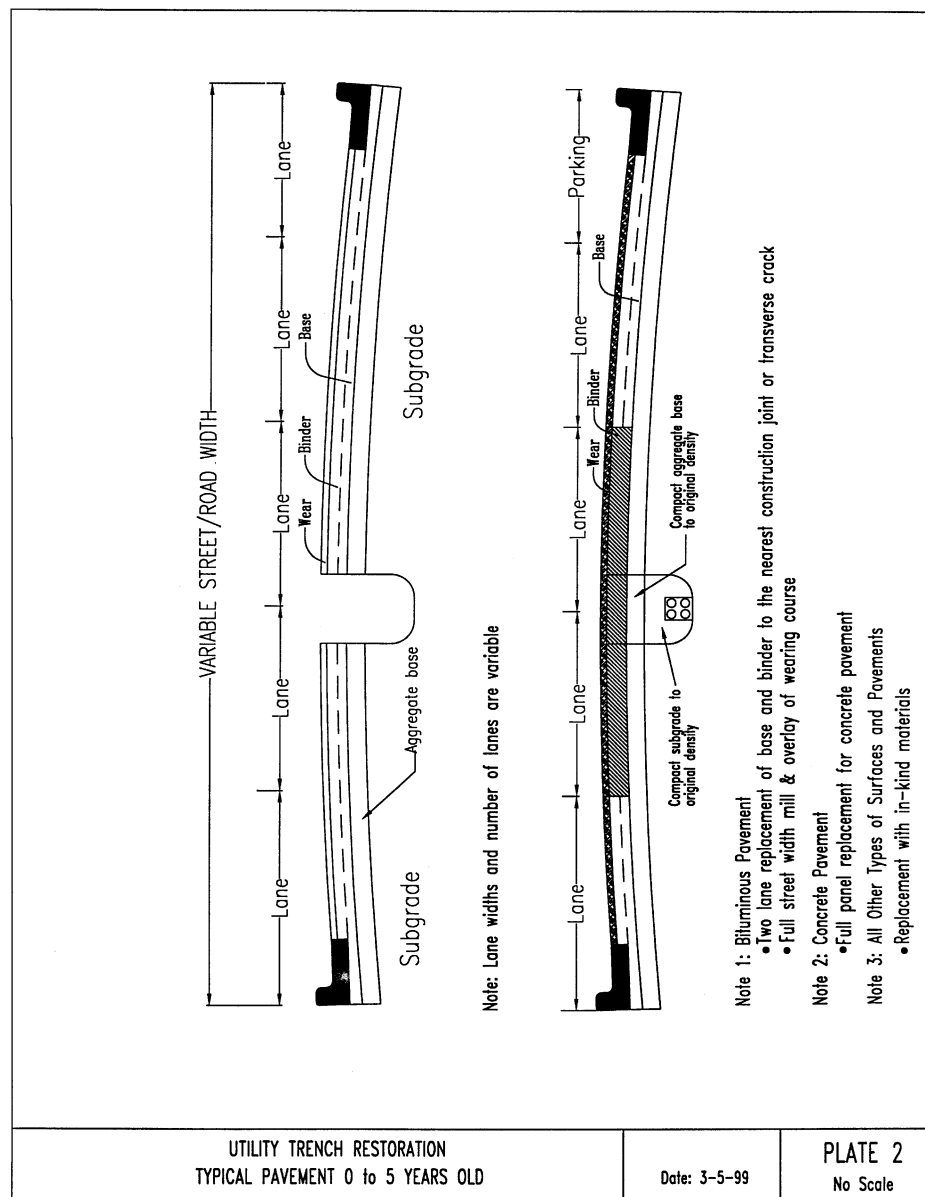 VARIABLE STREET/ROAD WIDTH
Lane
Lane
Lane
Lane
Lane
Wear
Binder
Base
Aggregate base
Subgrade
Subgrade
Note: Lane widths and number of lanes are variable
Lane
Lane
Lane
Lane
Parking
Wear
Binder
Base
Compact subgrade to
original density
Compact aggregate base
to original density
Note 1: Bituminous Pavement
• Two lane replacement of base and binder to the nearest construction joint or transverse crack
• Full street width mill & overlay of wearing course
Note 2: Concrete Pavement
• Full panel replacement for concrete pavement
Note 3: All Other Types of Surfaces and Pavements
• Replacement with in-kind materials
UTILITY TRENCH RESTORATION
TYPICAL PAVEMENT 0 to 5 YEARS OLD
Date: 3-5-99
PLATE 2
No Scale